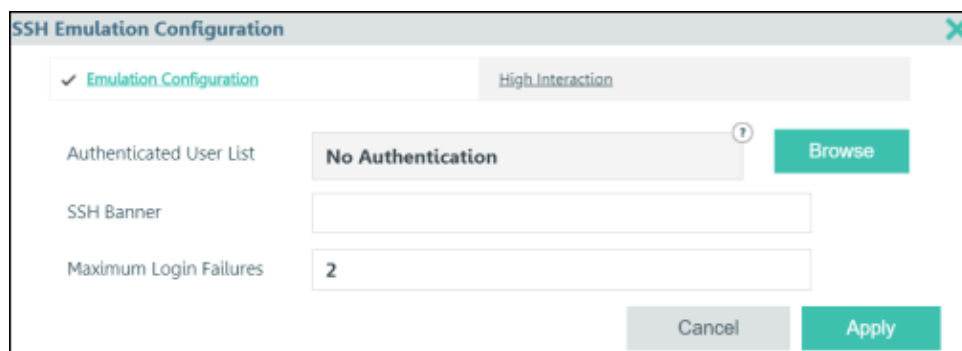 SSH Emulation Configuration
Emulation Configuration
High Interaction
Authenticated User List
No Authentication
?
Browse
SSH Banner
Maximum Login Failures
2
Cancel
Apply